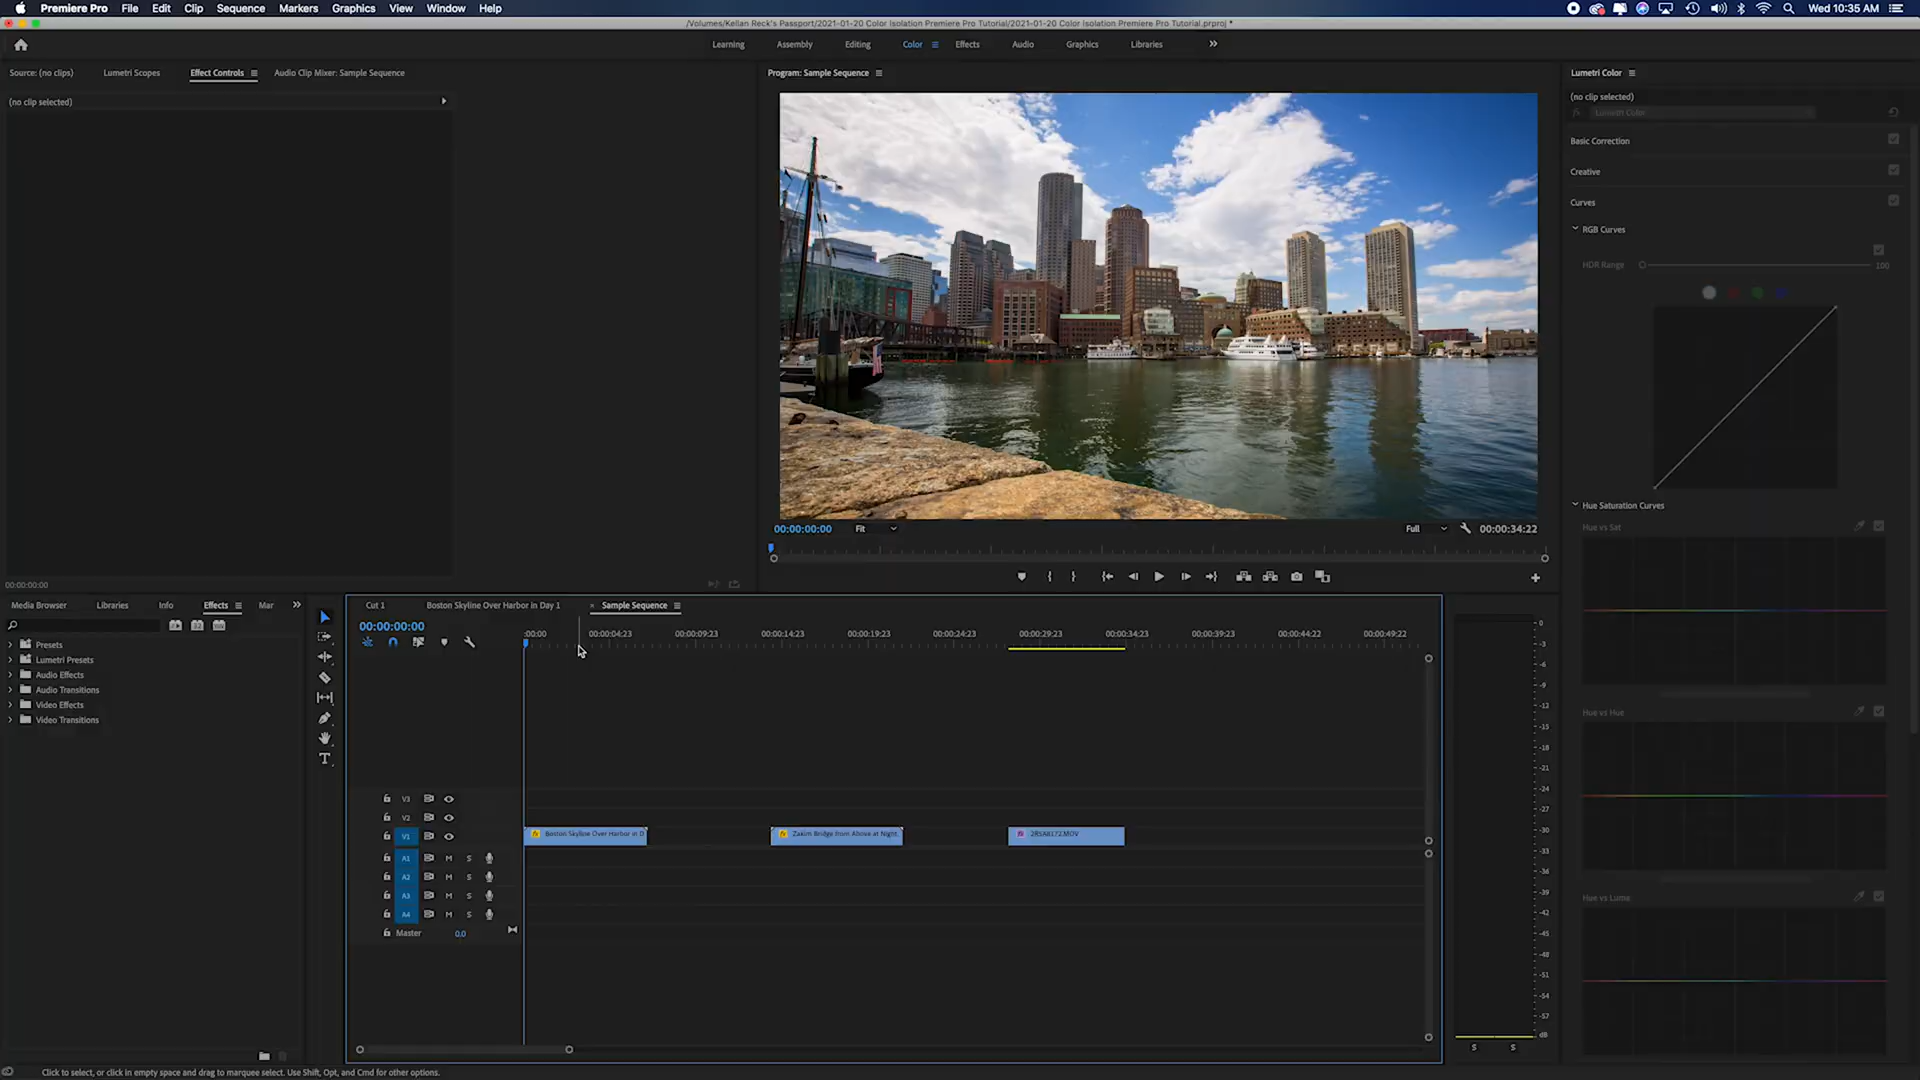 Premiere Pro File Edit Clip Sequence Markers Graphics View Window Help Wed 10:35 AM
/Volumes/Kellan Reck's Passport/2021-01-20 Color Isolation Premiere Pro Tutorial/2021-01-20 Color Isolation Premiere Pro Tutorial.prproj *
Learning Assembly Editing Color Effects Audio Graphics Libraries
Source: (no clips) Lumetri Scopes Effect Controls Audio Clip Mixer: Sample Sequence
(no clip selected)
00:00:00:00
Program: Sample Sequence
00:00:00:00 Fit Full 00:00:34:22
Lumetri Color
(no clip selected)
fx Lumetri Color
Basic Correction
Creative
Curves
RGB Curves
HDR Range 100
Hue Saturation Curves
Hue vs Sat
Hue vs Hue
Hue vs Luma
Media Browser Libraries Info Effects Mar
Presets
Lumetri Presets
Audio Effects
Audio Transitions
Video Effects
Video Transitions
Cut 1 Boston Skyline Over Harbor in Day 1 × Sample Sequence
00:00:00:00
:00:00 00:00:04:23 00:00:09:23 00:00:14:23 00:00:19:23 00:00:24:23 00:00:29:23 00:00:34:23 00:00:39:23 00:00:44:22 00:00:49:22
V3
V2
V1 fx Boston Skyline Over Harbor in D fx Zakim Bridge from Above at Night. fx 2RSA8172.MOV
A1 M S
A2 M S
A3 M S
A4 M S
Master 0.0
0
-3
-6
-9
-12
-15
-18
-21
-24
-27
-30
-33
-36
-39
-42
-45
-48
-51
-54
-57
dB
S S
Click to select, or click in empty space and drag to marquee select. Use Shift, Opt, and Cmd for other options.